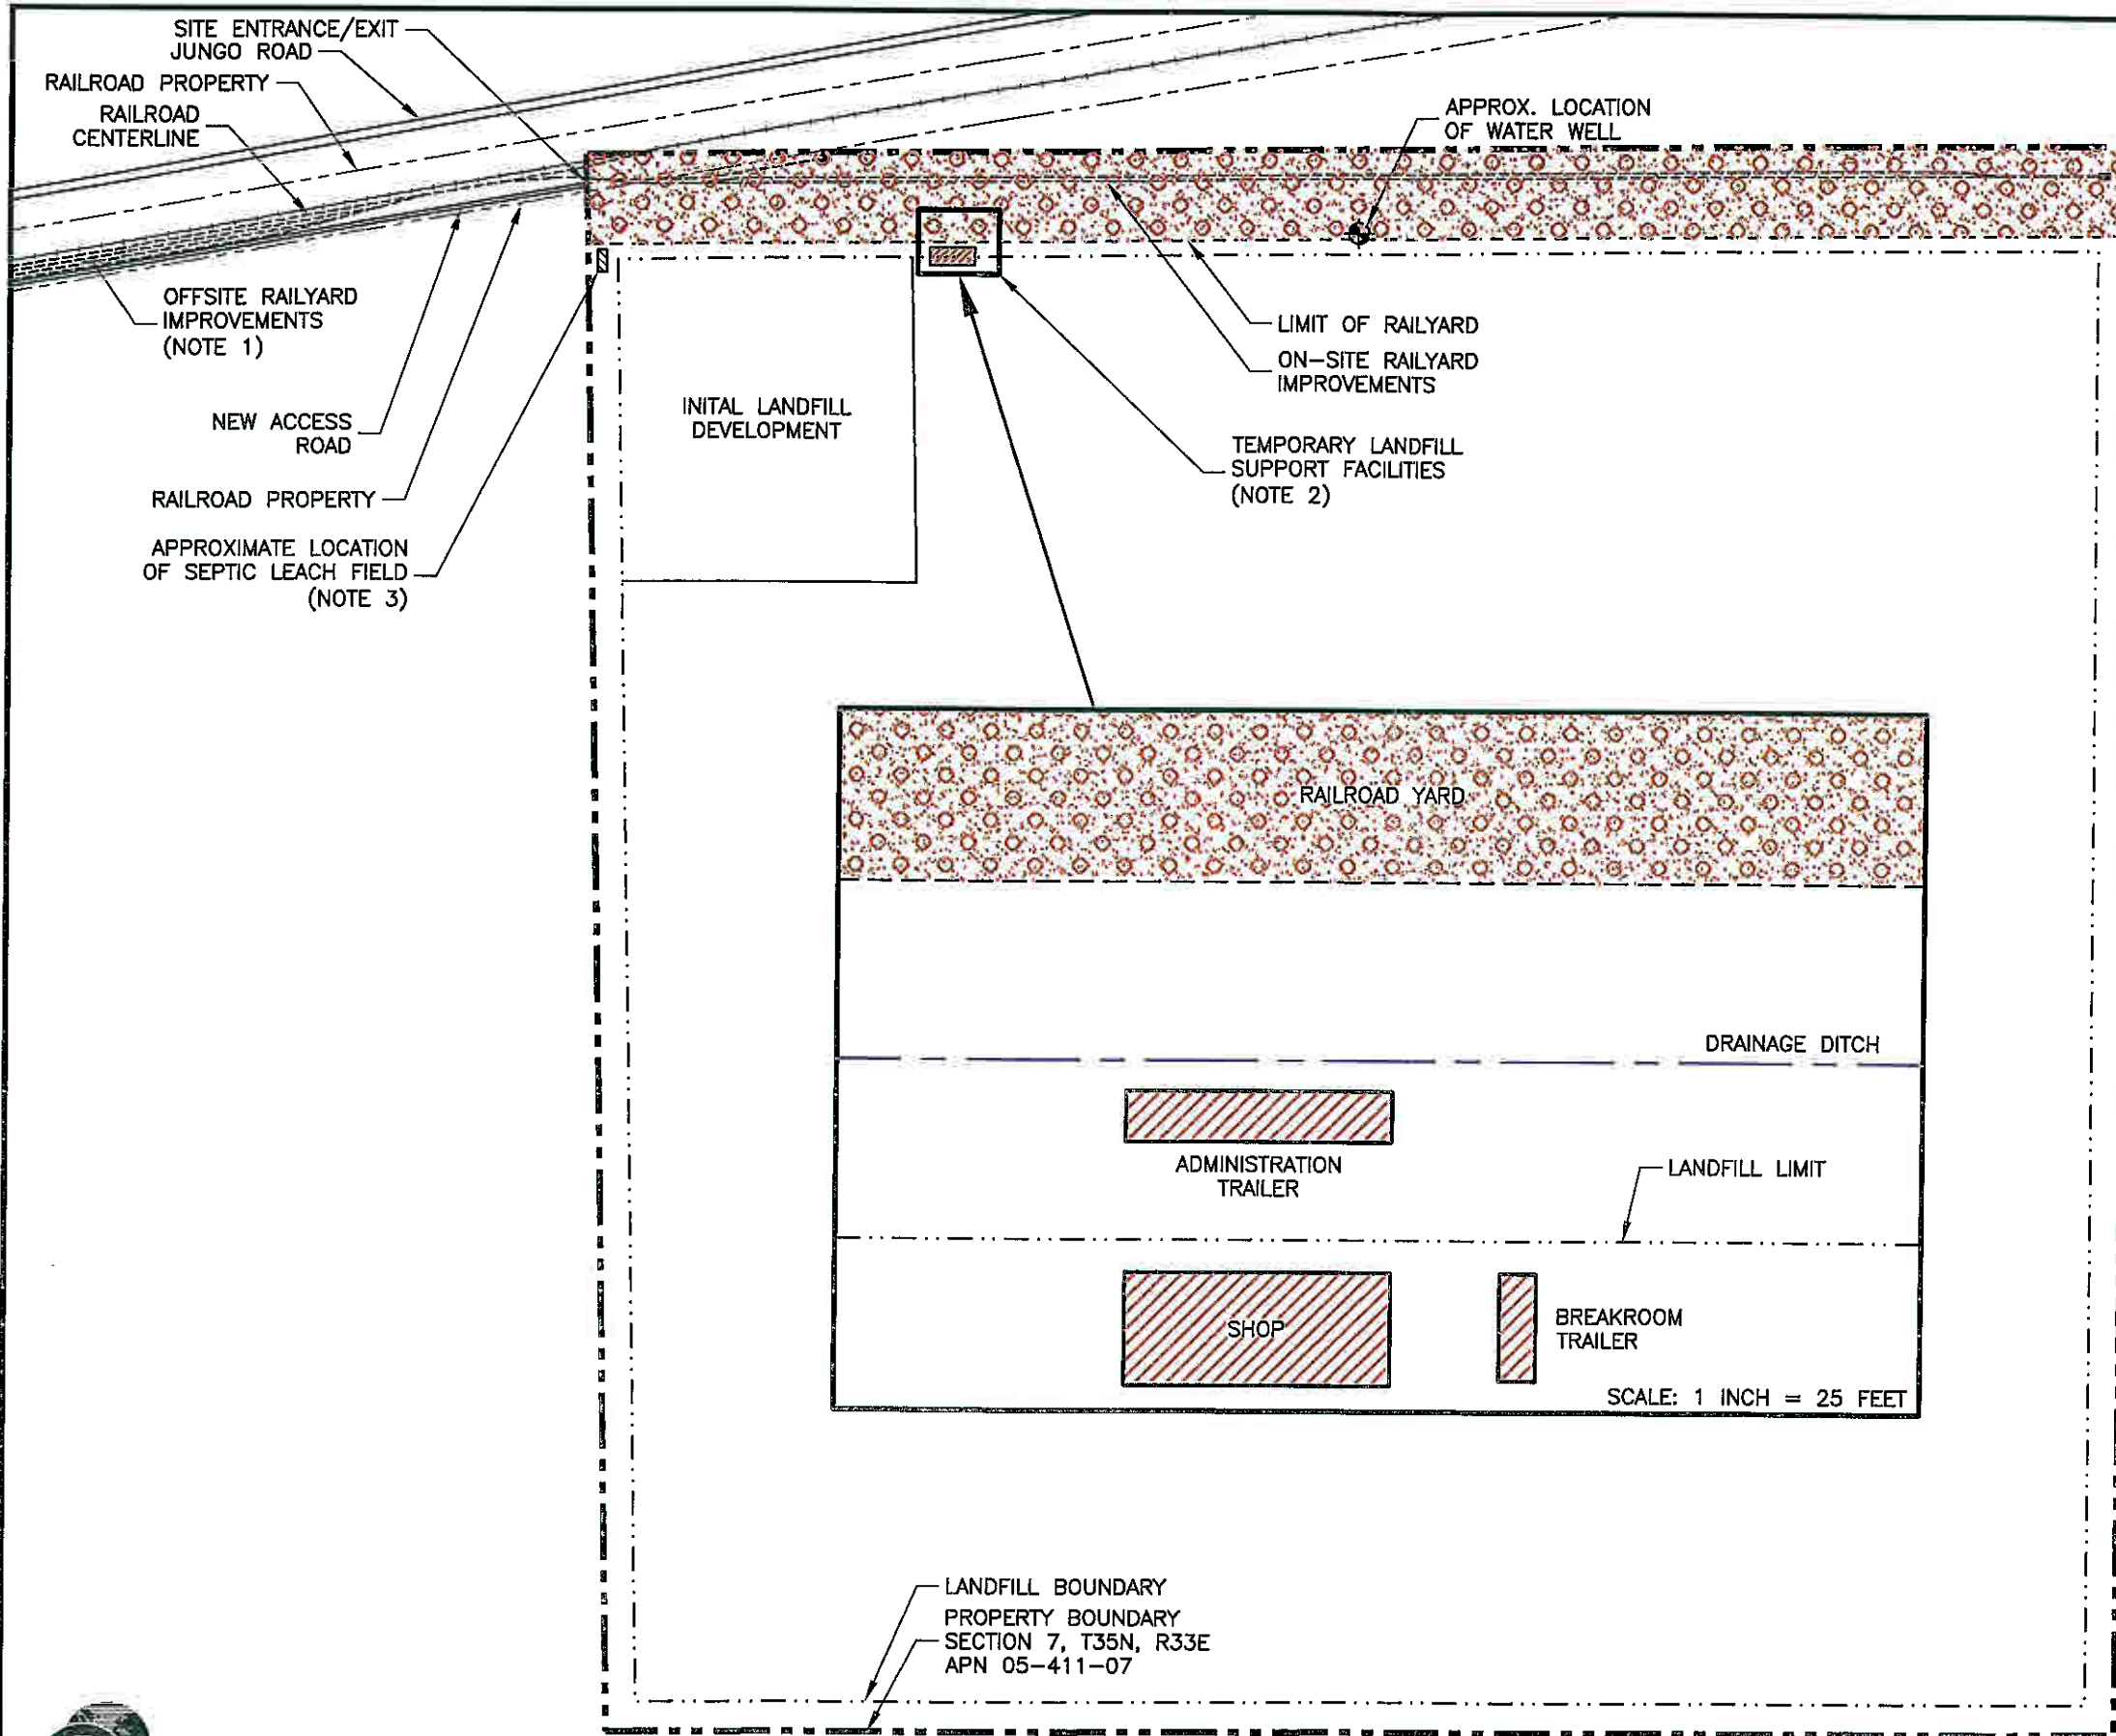 SITE ENTRANCE/EXIT
JUNGO ROAD
RAILROAD PROPERTY
RAILROAD
CENTERLINE
APPROX. LOCATION
OF WATER WELL
OFFSITE RAILYARD
IMPROVEMENTS
(NOTE 1)
LIMIT OF RAILYARD
ON-SITE RAILYARD
IMPROVEMENTS
INITAL LANDFILL
DEVELOPMENT
NEW ACCESS
ROAD
TEMPORARY LANDFILL
SUPPORT FACILITIES
(NOTE 2)
RAILROAD PROPERTY
APPROXIMATE LOCATION
OF SEPTIC LEACH FIELD
(NOTE 3)
RAILROAD YARD
DRAINAGE DITCH
ADMINISTRATION
TRAILER
LANDFILL LIMIT
SHOP
BREAKROOM
TRAILER
SCALE: 1 INCH = 25 FEET
LANDFILL BOUNDARY
PROPERTY BOUNDARY
SECTION 7, T35N, R33E
APN 05-411-07